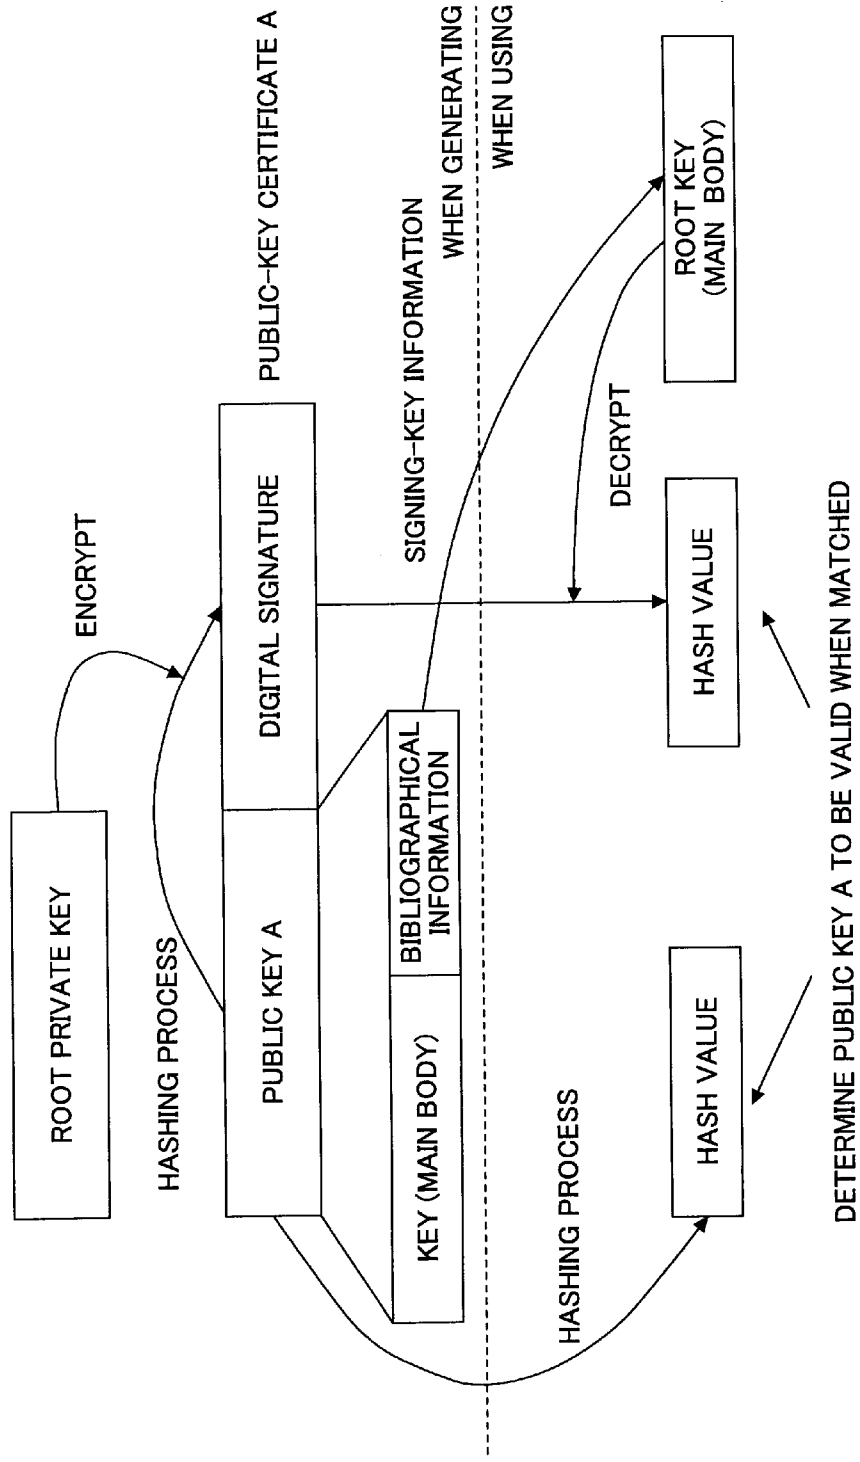 ROOT PRIVATE KEY
ENCRYPT
HASHING PROCESS
PUBLIC KEY A
DIGITAL SIGNATURE
PUBLIC-KEY CERTIFICATE A
KEY (MAIN BODY)
BIBLIOGRAPHICAL
INFORMATION
SIGNING-KEY INFORMATION
WHEN GENERATING
WHEN USING
HASHING PROCESS
DECRYPT
HASH VALUE
HASH VALUE
ROOT KEY
(MAIN BODY)
DETERMINE PUBLIC KEY A TO BE VALID WHEN MATCHED